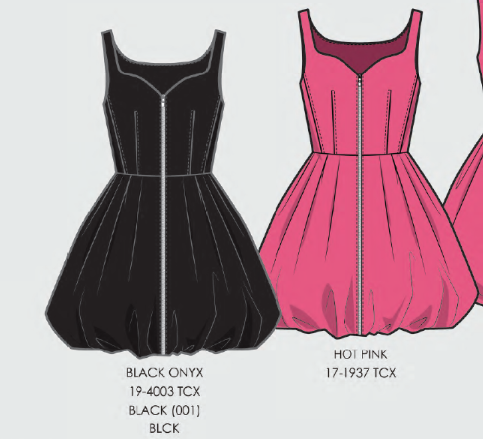 BLACK ONYX
19-4003 TCX
BLACK (001)
BLCK
HOT PINK
17-1937 TCX